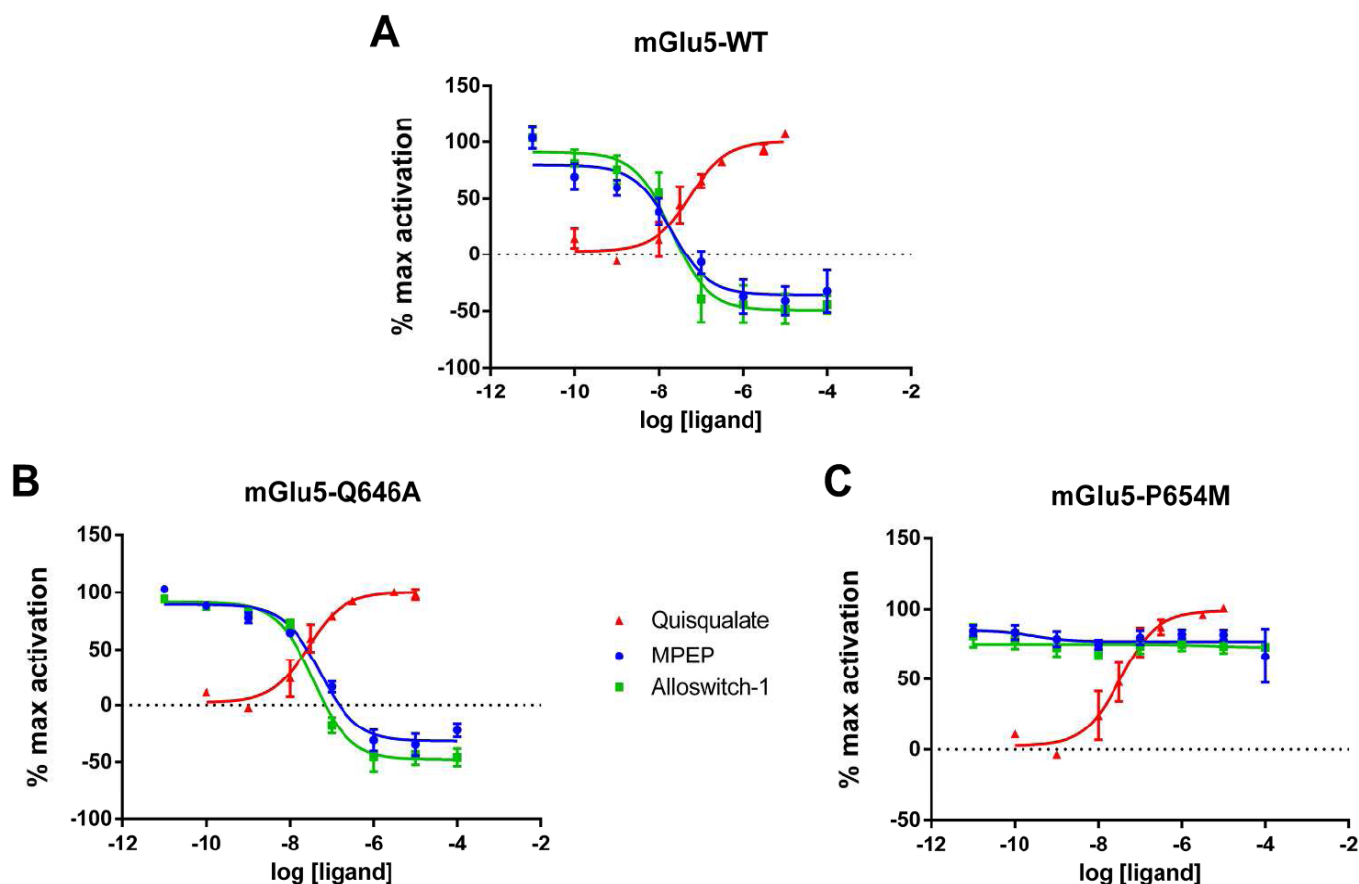 A
mGlu5-WT
% max activation
150
100
50
0
-50
-100
-12
-10
-8
-6
-4
-2
log [ligand]
B
mGlu5-Q646A
% max activation
150
100
50
0
-50
-100
-12
-10
-8
-6
-4
-2
log [ligand]
Quisqualate
MPEP
Alloswitch-1
C
mGlu5-P654M
% max activation
150
100
50
0
-50
-12
-10
-8
-6
-4
-2
log [ligand]